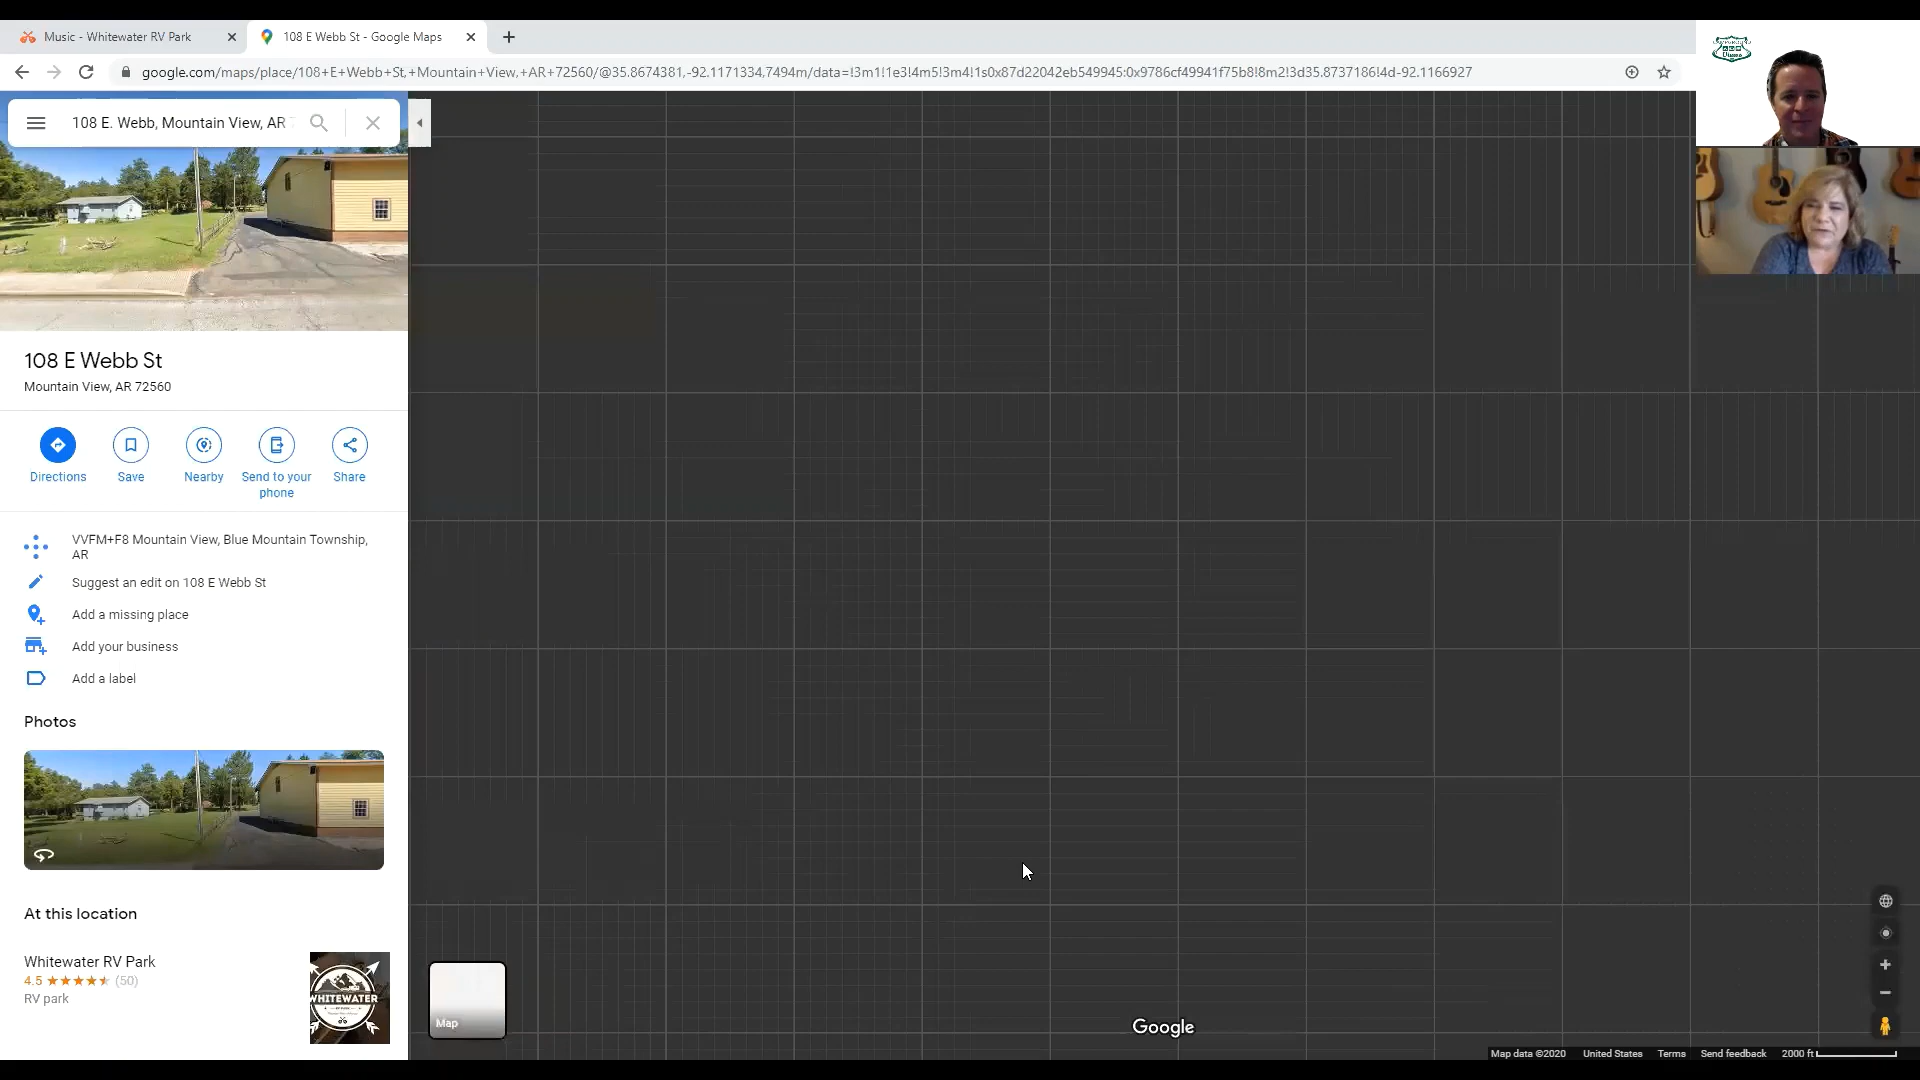 Music - Whitewater RV Park
108 E Webb St - Google Maps
google.com/maps/place/108+E+Webb+St,+Mountain+View,+AR+72560/@35.8674381,-92.1171334,7494m/data=!3m1!1e3!4m5!3m4!1s0x87d22042eb549945:0x9786cf49941f75b8!8m2!3d35.8737186!4d-92.1166927
108 E. Webb, Mountain View, AR
108 E Webb St
Mountain View, AR 72560
Directions
Save
Nearby
Send to your
phone
Share
VVFM+F8 Mountain View, Blue Mountain Township,
AR
Suggest an edit on 108 E Webb St
Add a missing place
Add your business
Add a label
Photos
At this location
Whitewater RV Park
4.5 (50)
RV park
WHITEWATER
RV PARK
Map
Google
Map data ©2020 United States Terms Send feedback 2000 ft